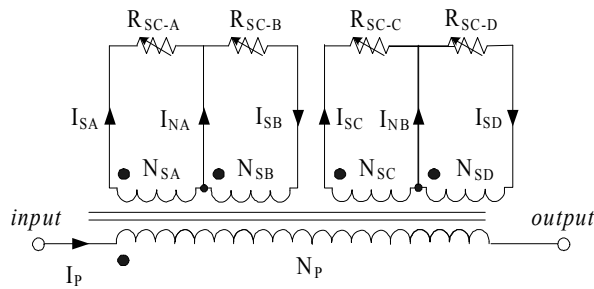 R_SC-A R_SC-B R_SC-C R_SC-D
I_SA I_NA I_SB I_SC I_NB I_SD
N_SA N_SB N_SC N_SD
input output
I_P N_P